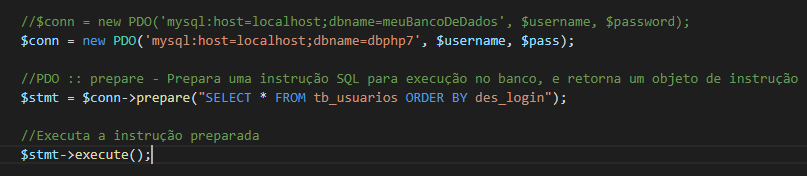 //$conn = new PDO('mysql:host=localhost;dbname=meuBancoDeDados', $username, $password);
$conn = new PDO('mysql:host=localhost;dbname=dbphp7', $username, $pass);
//PDO :: prepare - Prepara uma instrução SQL para execução no banco, e retorna um objeto de instrução
$stmt = $conn->prepare("SELECT * FROM tb_usuarios ORDER BY des_login");
//Executa a instrução preparada
$stmt->execute();